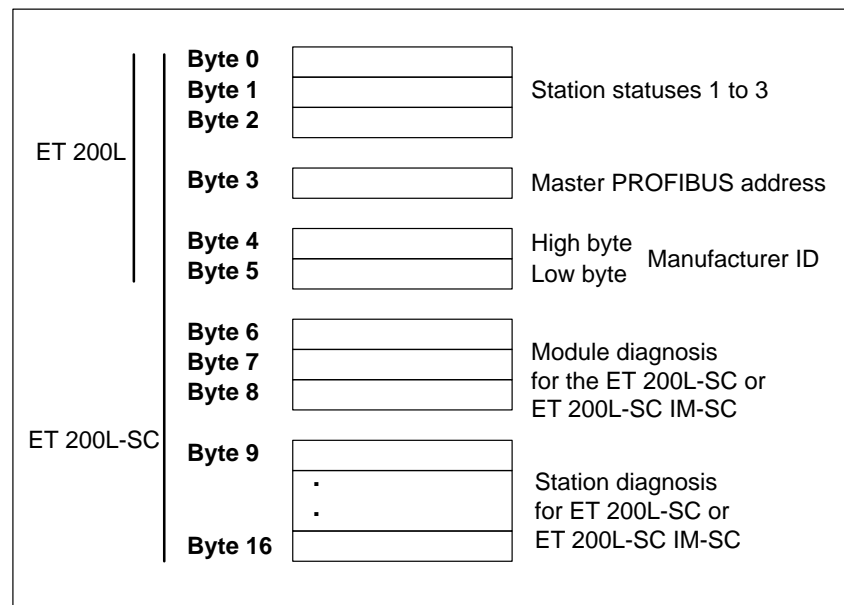 Byte 0
Byte 1
Byte 2
Station statuses 1 to 3
ET 200L
Byte 3
Master PROFIBUS address
Byte 4
Byte 5
High byte
Low byte
Manufacturer ID
Byte 6
Byte 7
Byte 8
Module diagnosis
for the ET 200L-SC or
ET 200L-SC IM-SC
ET 200L-SC
Byte 9
.
.
Byte 16
Station diagnosis
for ET 200L-SC or
ET 200L-SC IM-SC